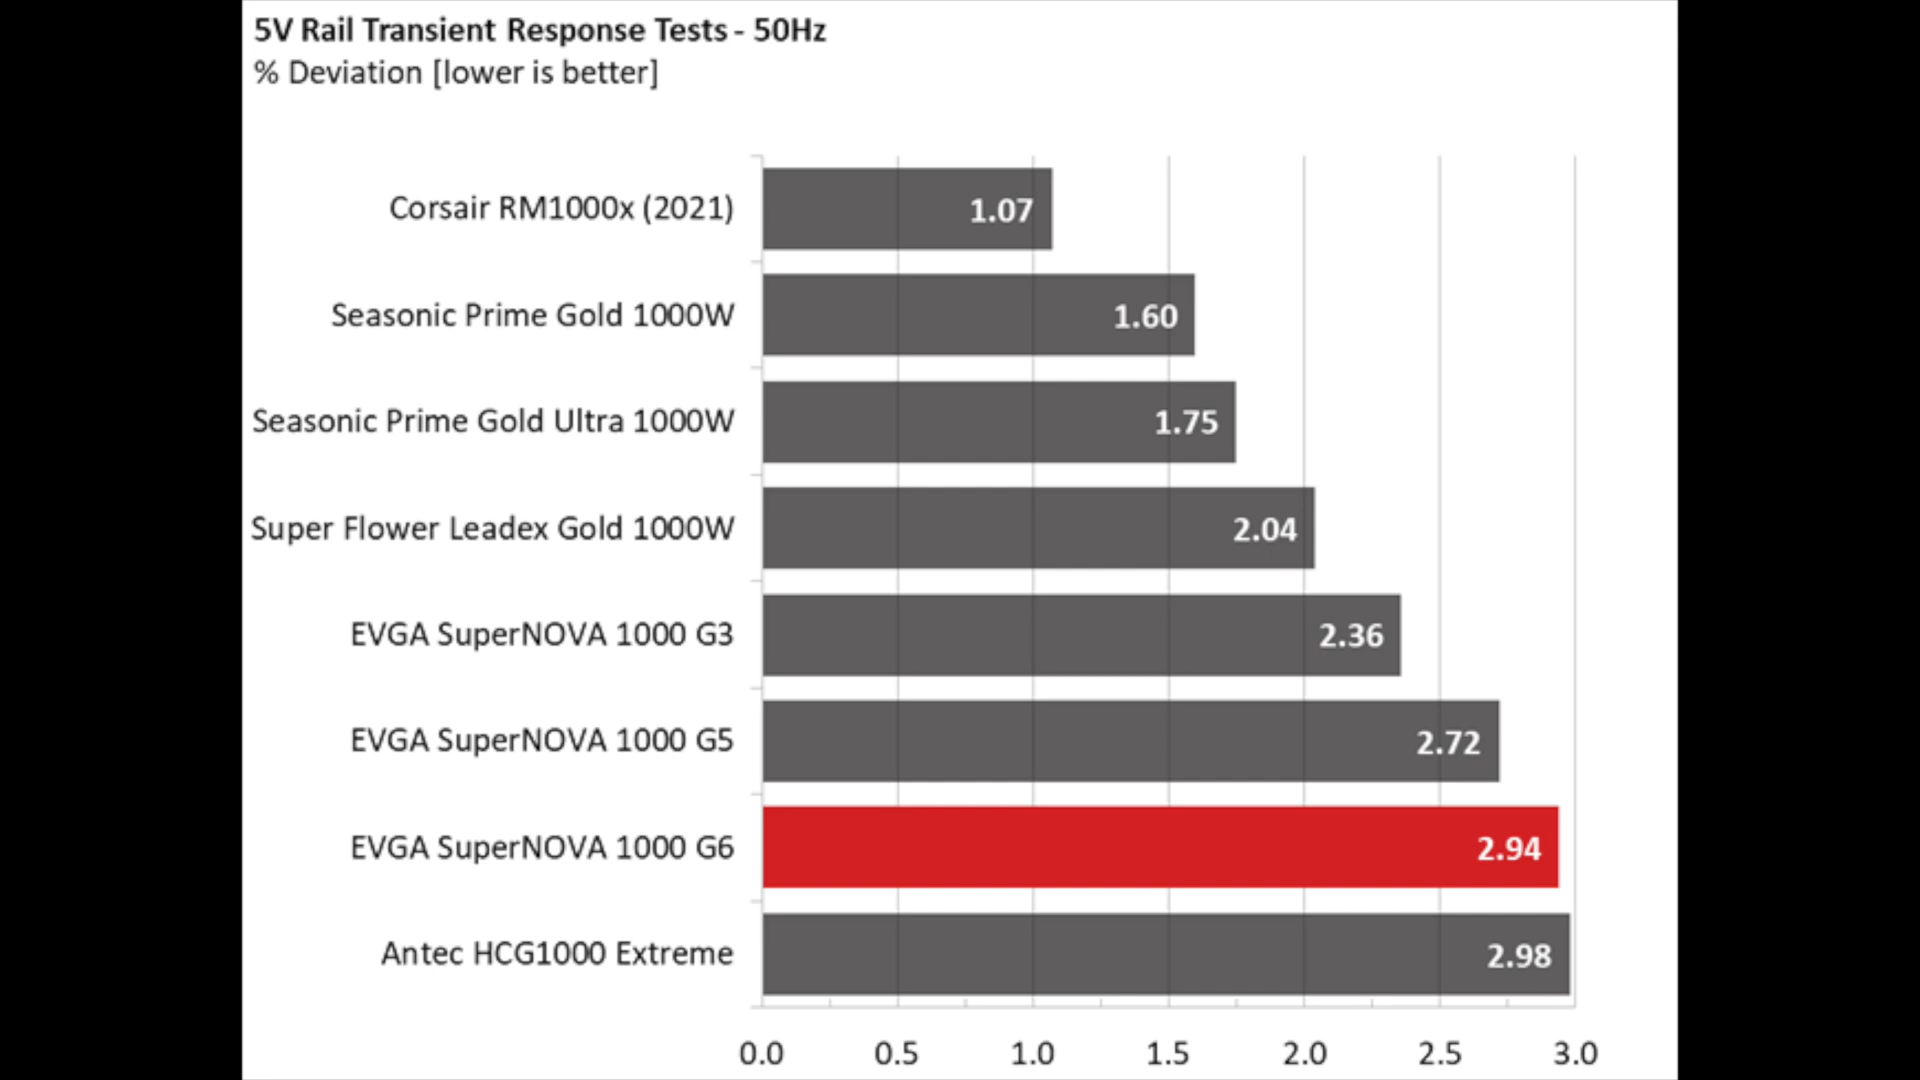 5V Rail Transient Response Tests - 50Hz
% Deviation [lower is better]
Corsair RM1000x (2021) 1.07
Seasonic Prime Gold 1000W 1.60
Seasonic Prime Gold Ultra 1000W 1.75
Super Flower Leadex Gold 1000W 2.04
EVGA SuperNOVA 1000 G3 2.36
EVGA SuperNOVA 1000 G5 2.72
EVGA SuperNOVA 1000 G6 2.94
Antec HCG1000 Extreme 2.98
0.0 0.5 1.0 1.5 2.0 2.5 3.0